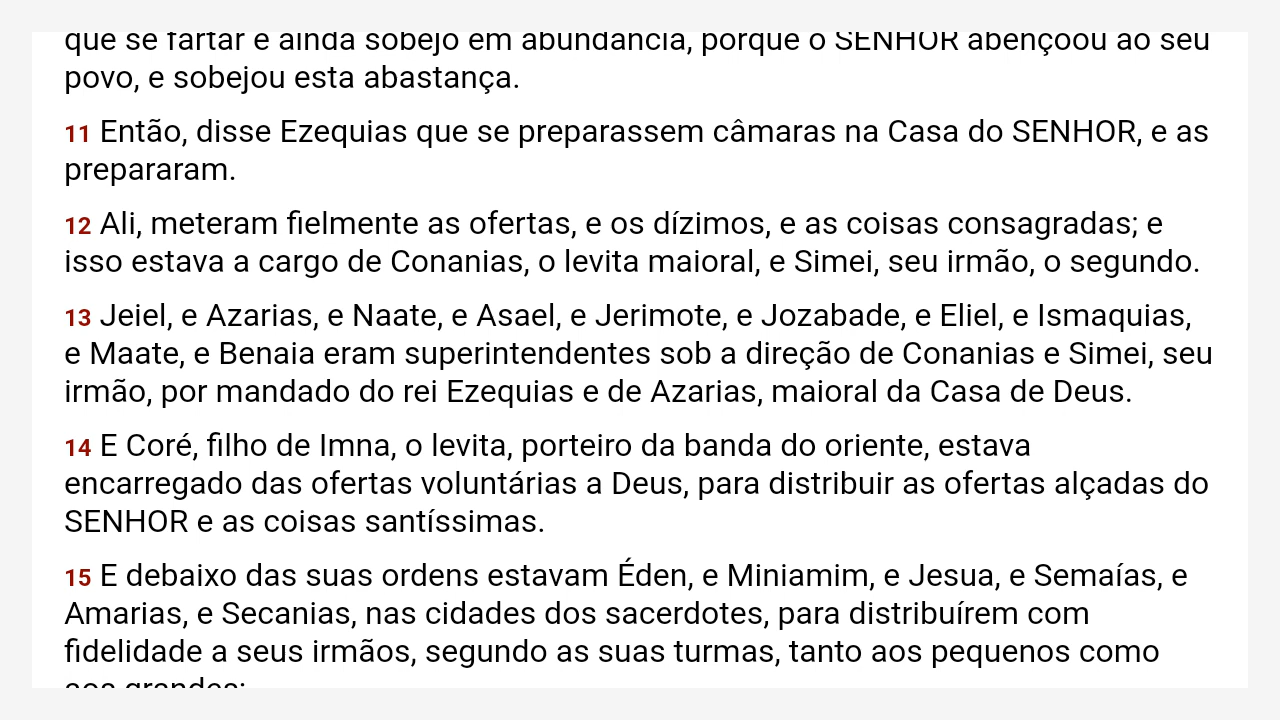 que se fartar e ainda sobejo em abundância, porque o SENHOR abençoou ao seu
povo, e sobejou esta abastança.
11 Então, disse Ezequias que se preparassem câmaras na Casa do SENHOR, e as
prepararam.
12 Ali, meteram fielmente as ofertas, e os dízimos, e as coisas consagradas; e
isso estava a cargo de Conanias, o levita maioral, e Simei, seu irmão, o segundo.
13 Jeiel, e Azarias, e Naate, e Asael, e Jerimote, e Jozabade, e Eliel, e Ismaquias,
e Maate, e Benaia eram superintendentes sob a direção de Conanias e Simei, seu
irmão, por mandado do rei Ezequias e de Azarias, maioral da Casa de Deus.
14 E Coré, filho de Imna, o levita, porteiro da banda do oriente, estava
encarregado das ofertas voluntárias a Deus, para distribuir as ofertas alçadas do
SENHOR e as coisas santíssimas.
15 E debaixo das suas ordens estavam Éden, e Miniamim, e Jesua, e Semaías, e
Amarias, e Secanias, nas cidades dos sacerdotes, para distribuírem com
fidelidade a seus irmãos, segundo as suas turmas, tanto aos pequenos como
aos grandes;